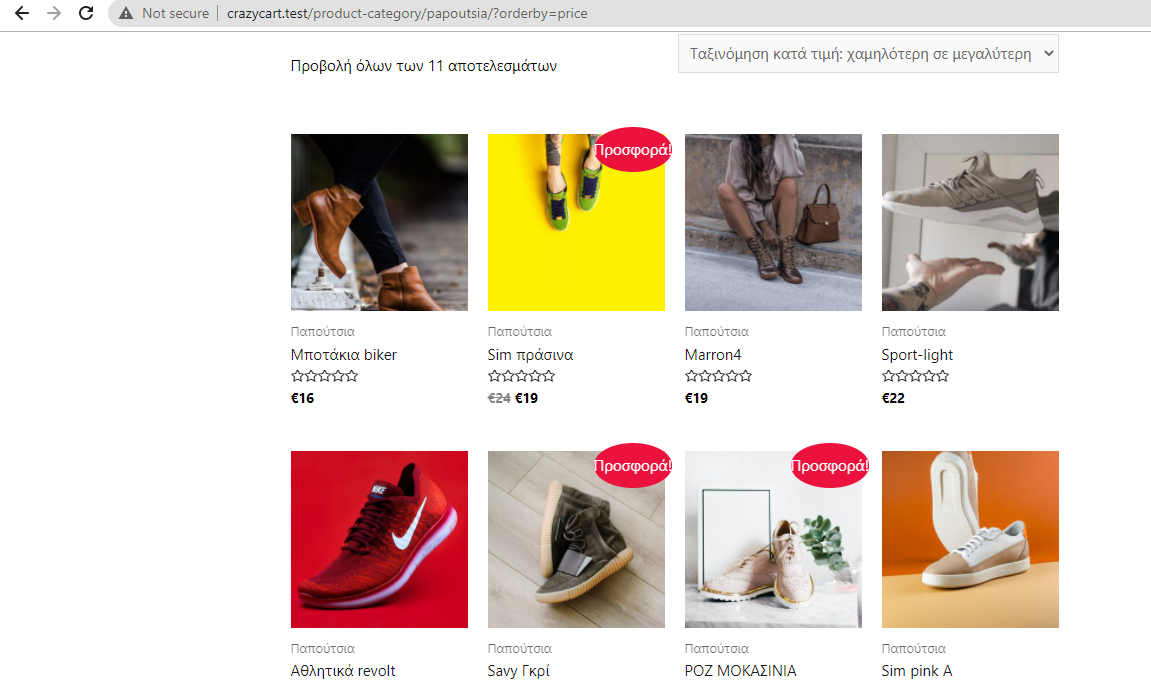 Not secure
crazycart.test/product-category/papoutsia/?orderby=price
Προβολή όλων των 11 αποτελεσμάτων
Ταξινόμηση κατά τιμή: χαμηλότερη σε μεγαλύτερη
Παπούτσια
Μποτάκια biker
€16
Προσφορά!
Παπούτσια
Sim πράσινα
€24 €19
Παπούτσια
Marron4
€19
Παπούτσια
Sport-light
€22
NIKE
Παπούτσια
Αθλητικά revolt
Προσφορά!
Παπούτσια
Savy Γκρί
Προσφορά!
Παπούτσια
ΡΟΖ ΜΟΚΑΣΙΝΙΑ
Παπούτσια
Sim pink A